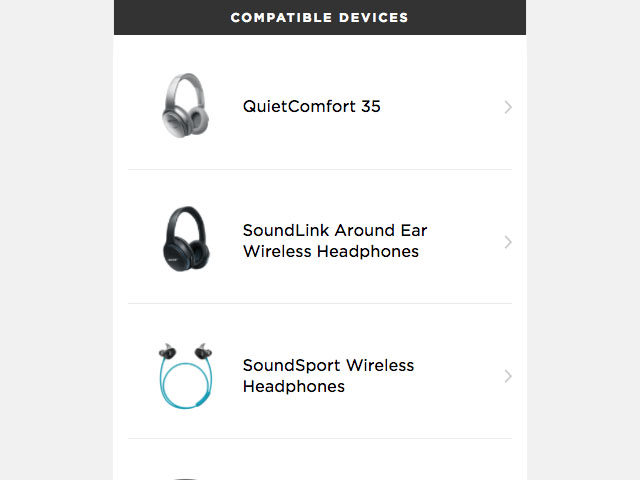 COMPATIBLE DEVICES
QuietComfort 35
SoundLink Around Ear
Wireless Headphones
SoundSport Wireless
Headphones